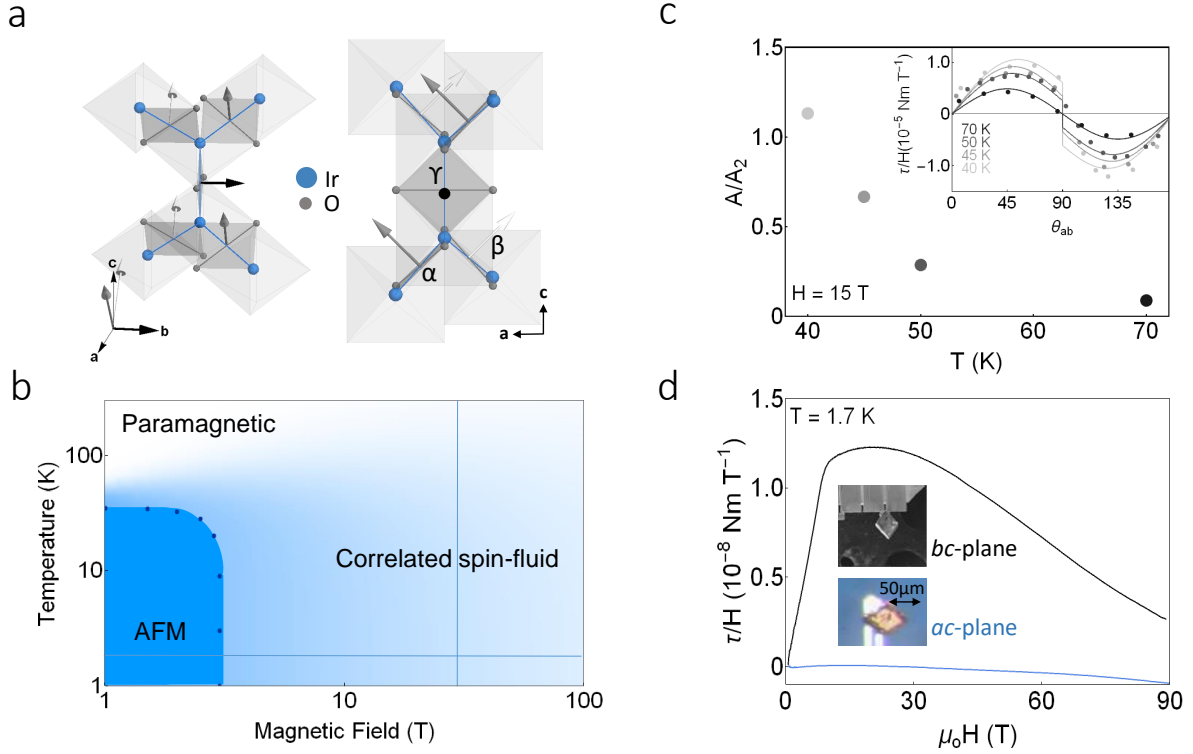 a
Ir
O
γ
α
β
c
b
a
c
a
b
Paramagnetic
Correlated spin-fluid
AFM
Temperature (K)
100
10
1
1
10
100
Magnetic Field (T)
c
A/A2
1.5
1.0
0.5
0
40
50
60
70
T (K)
H = 15 T
τ/H(10⁻⁵ Nm T⁻¹)
1.0
0
−1.0
70 K
50 K
45 K
40 K
0
45
90
135
θab
d
T = 1.7 K
τ/H (10⁻⁸ Nm T⁻¹)
1.5
1.0
0.5
0
bc-plane
50μm
ac-plane
0
30
60
90
μoH (T)